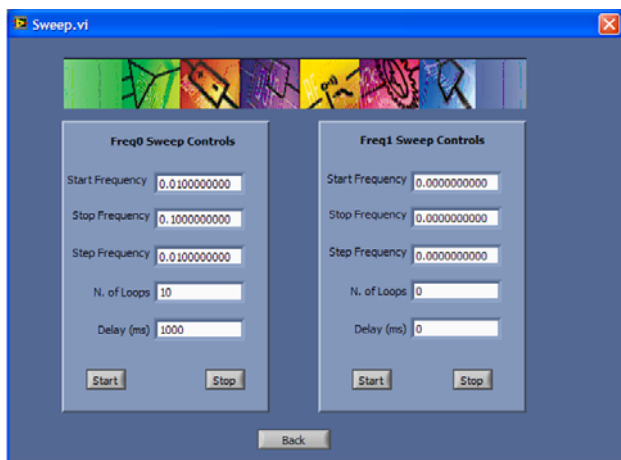 Sweep.vi
Freq0 Sweep Controls
Start Frequency 0.0100000000
Stop Frequency 0.1000000000
Step Frequency 0.0100000000
N. of Loops 10
Delay (ms) 1000
Start Stop
Freq1 Sweep Controls
Start Frequency 0.0000000000
Stop Frequency 0.0000000000
Step Frequency 0.0000000000
N. of Loops 0
Delay (ms) 0
Start Stop
Back